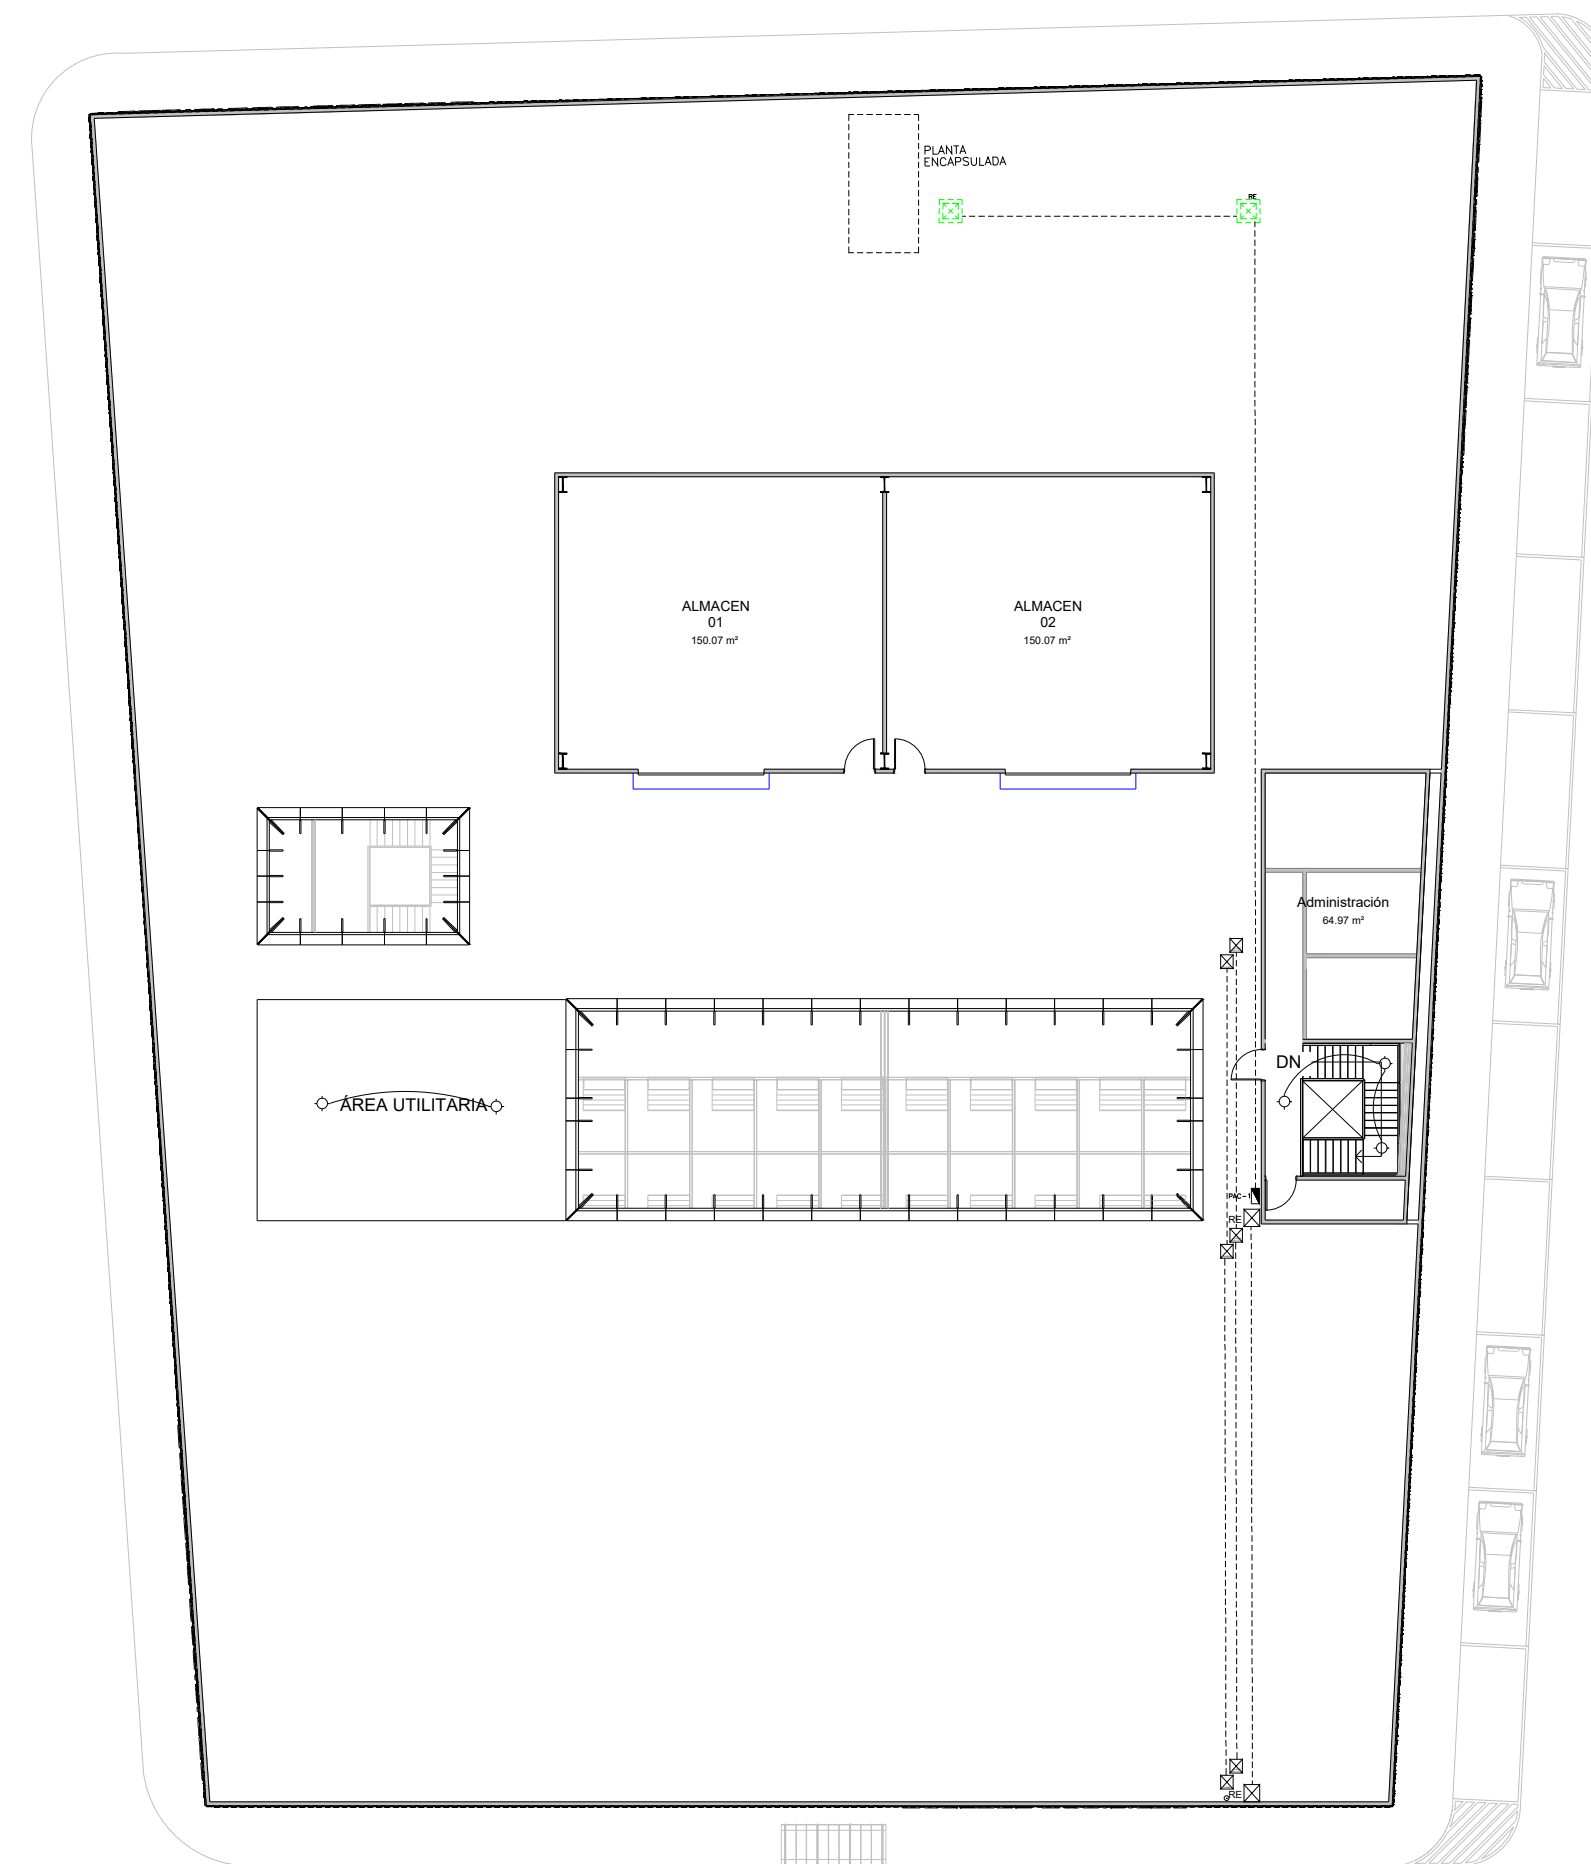 PLANTA
ENCAPSULADA
RE
ALMACEN
01
150.07 m²
ALMACEN
02
150.07 m²
Administración
64.97 m²
DN
ÁREA UTILITARIA
PAC-1
RE
RE